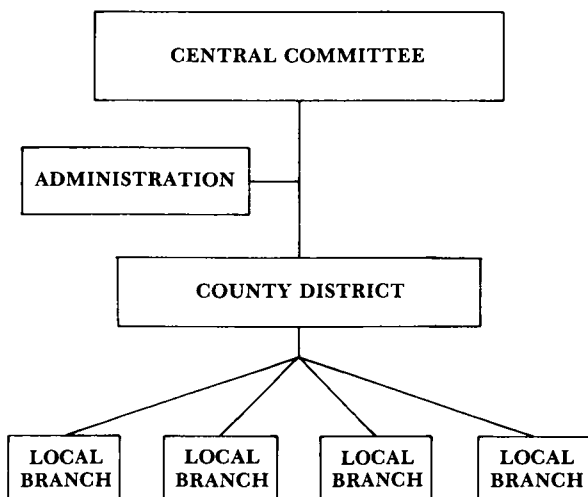 CENTRAL COMMITTEE
ADMINISTRATION
COUNTY DISTRICT
LOCAL
BRANCH
LOCAL
BRANCH
LOCAL
BRANCH
LOCAL
BRANCH